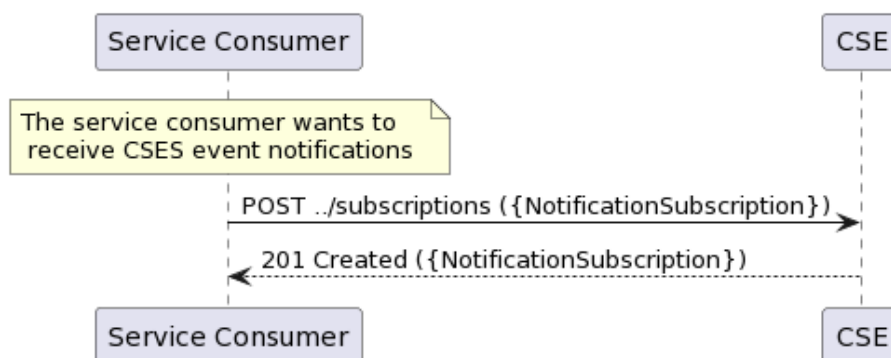 Service Consumer
CSE
The service consumer wants to
receive CSES event notifications
POST ../subscriptions ({NotificationSubscription})
201 Created ({NotificationSubscription})
Service Consumer
CSE